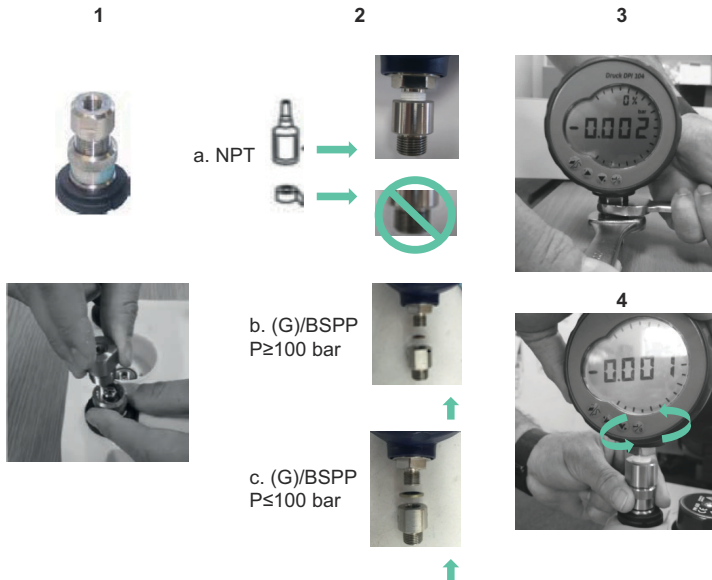 1
2
3
a. NPT
Druck DPI 104
0%
bar
-0.002
b. (G)/BSPP
P≥100 bar
4
-0.001
c. (G)/BSPP
P≤100 bar